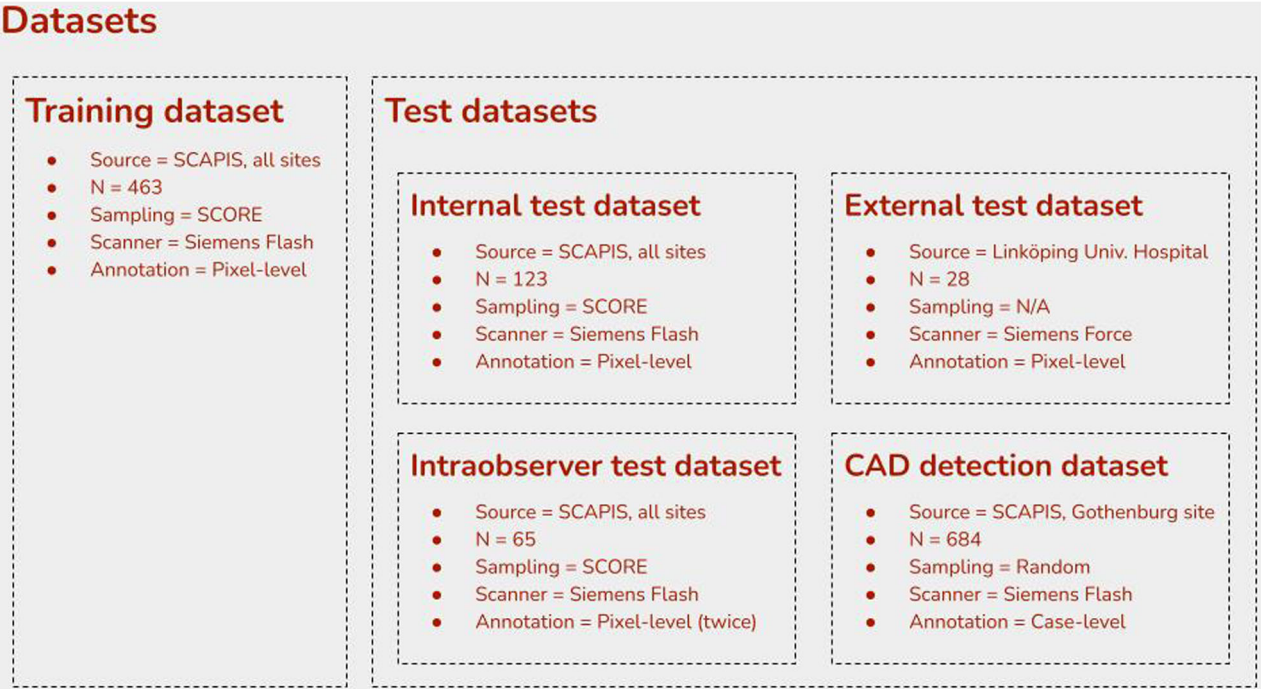 Datasets
Training dataset
• Source = SCAPIS, all sites
• N = 463
• Sampling = SCORE
• Scanner = Siemens Flash
• Annotation = Pixel-level
Test datasets
Internal test dataset
• Source = SCAPIS, all sites
• N = 123
• Sampling = SCORE
• Scanner = Siemens Flash
• Annotation = Pixel-level
External test dataset
• Source = Linköping Univ. Hospital
• N = 28
• Sampling = N/A
• Scanner = Siemens Force
• Annotation = Pixel-level
Intraobserver test dataset
• Source = SCAPIS, all sites
• N = 65
• Sampling = SCORE
• Scanner = Siemens Flash
• Annotation = Pixel-level (twice)
CAD detection dataset
• Source = SCAPIS, Gothenburg site
• N = 684
• Sampling = Random
• Scanner = Siemens Flash
• Annotation = Case-level